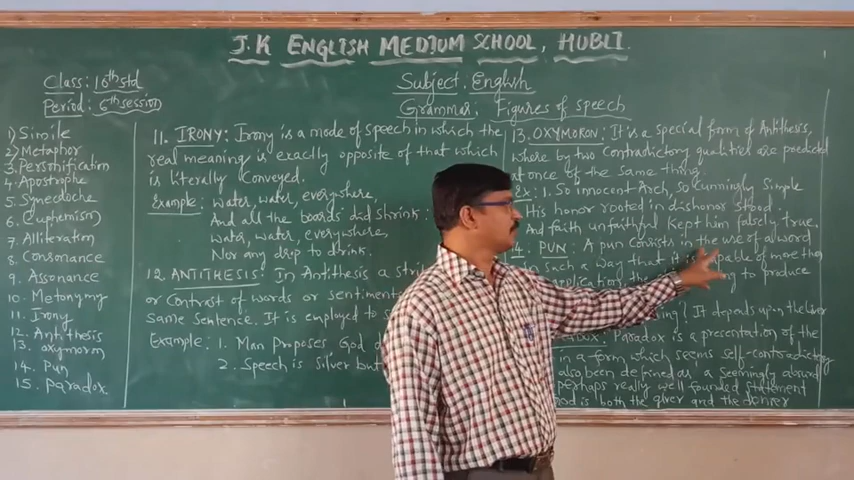 J.K ENGLISH MEDIUM SCHOOL, HUBLI.
Class: 10th std
Period: 6th session
Subject: English
Grammar: Figures of speech
1) Simile
2) Metaphor
3. Personification
4. Apostrophe
5. Synecdoche
6. Euphemism)
7. Alliteration
8. Consonance
9. Assonance
10. Metonymy
11. Irony
12. Antithesis
13. oxymorm
14. Pun
15. Paradox
11. IRONY: Irony is a mode of speech in which the
real meaning is exactly opposite of that which
is literally Conveyed.
Example: water, water, everywhere,
And all the boards did shrink:
water, water, everywhere,
Nor any drip to drink.
12. ANTITHESIS: In Antithesis a
or Contrast of words or
same Sentence. It is employed to
Example: 1. Man Proposes God
2. Speech is silver but
13. OXYMORON: It is a special form of Antithesis,
where by two Contradictory qualities are predicted
at once of the same thing.
Ex: 1. So innocent Arch, so Cunningly Simple
His honor rooted in dishonor stood
And faith unfaithful Kept him falsely true.
4. PUN: A pun Consists in the use of a word
in such a way that it is capable of more
application, the to produce
It depends upon the liver
Paradox is a presentation of the
in a form which seems self-contradictory
also been defined as a seemingly absurd
perhaps really well founded statement
is both the giver and the